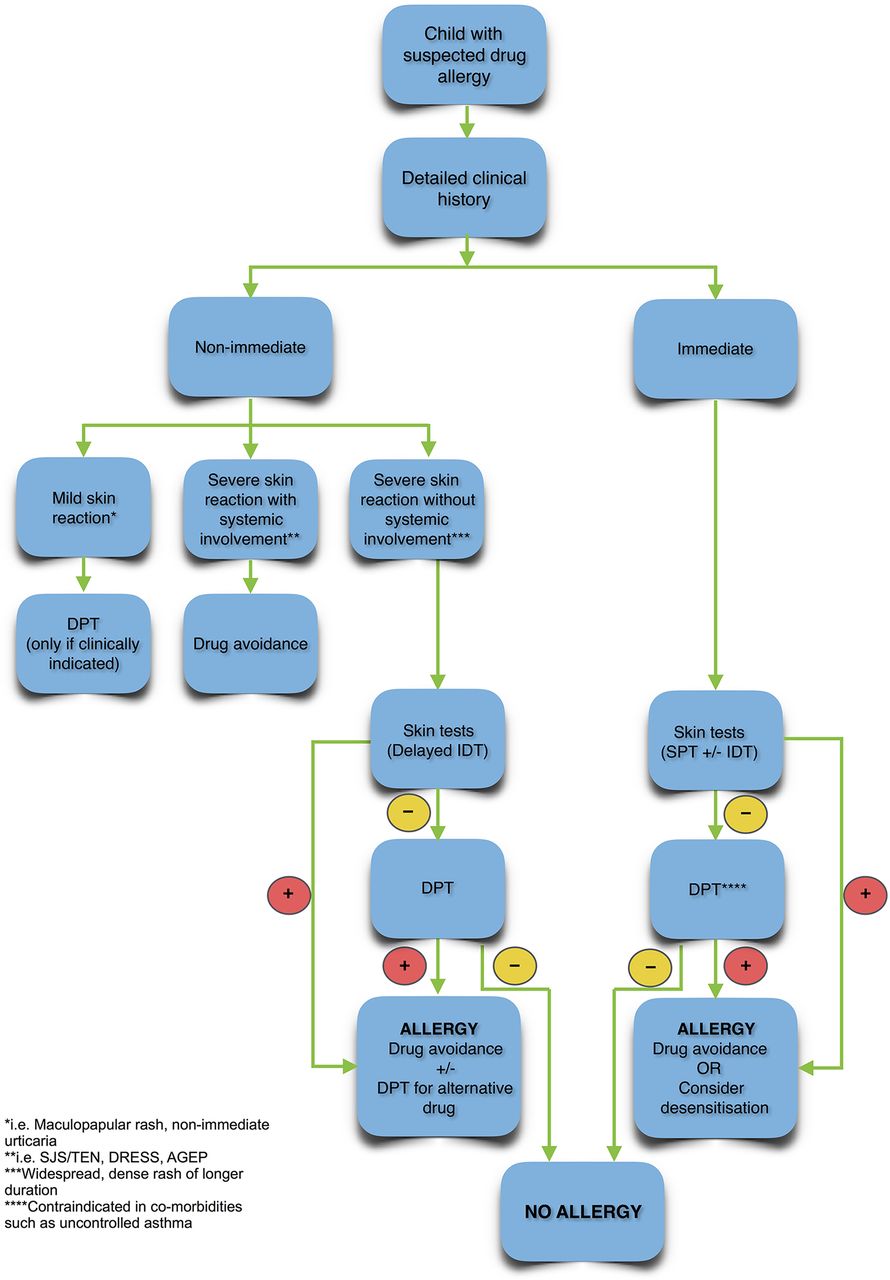 Child with
suspected drug
allergy
Detailed clinical
history
Non-immediate
Immediate
Mild skin
reaction*
Severe skin
reaction with
systemic
involvement**
Severe skin
reaction without
systemic
involvement***
DPT
(only if clinically
indicated)
Drug avoidance
Skin tests
(Delayed IDT)
Skin tests
(SPT +/- IDT)
−
−
DPT
DPT****
+
+
+
−
−
+
ALLERGY
Drug avoidance
+/-
DPT for alternative
drug
ALLERGY
Drug avoidance
OR
Consider
desensitisation
*i.e. Maculopapular rash, non-immediate
urticaria
**i.e. SJS/TEN, DRESS, AGEP
***Widespread, dense rash of longer
duration
****Contraindicated in co-morbidities
such as uncontrolled asthma
NO ALLERGY